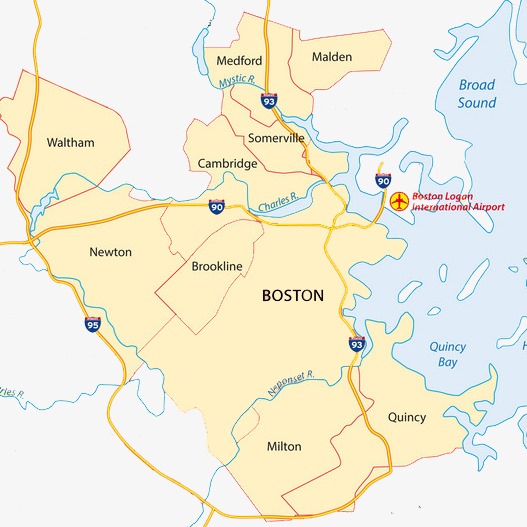 Medford
Malden
Mystic R.
Broad
Sound
93
Waltham
Somerville
Cambridge
90
Boston Logan
International Airport
Charles R.
90
Newton
Brookline
BOSTON
95
93
Quincy
Bay
H
Neponset R.
rles R.
Quincy
Milton